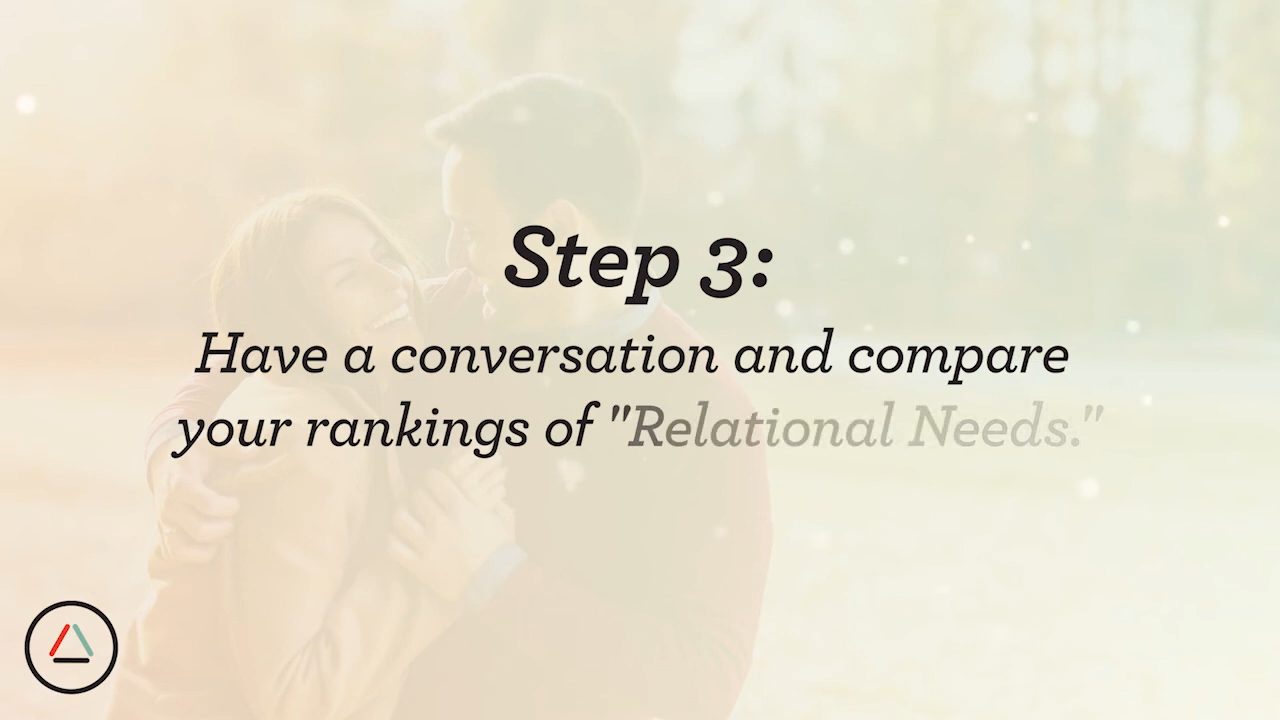 Step 3:
Have a conversation and compare
your rankings of "Relational Needs."